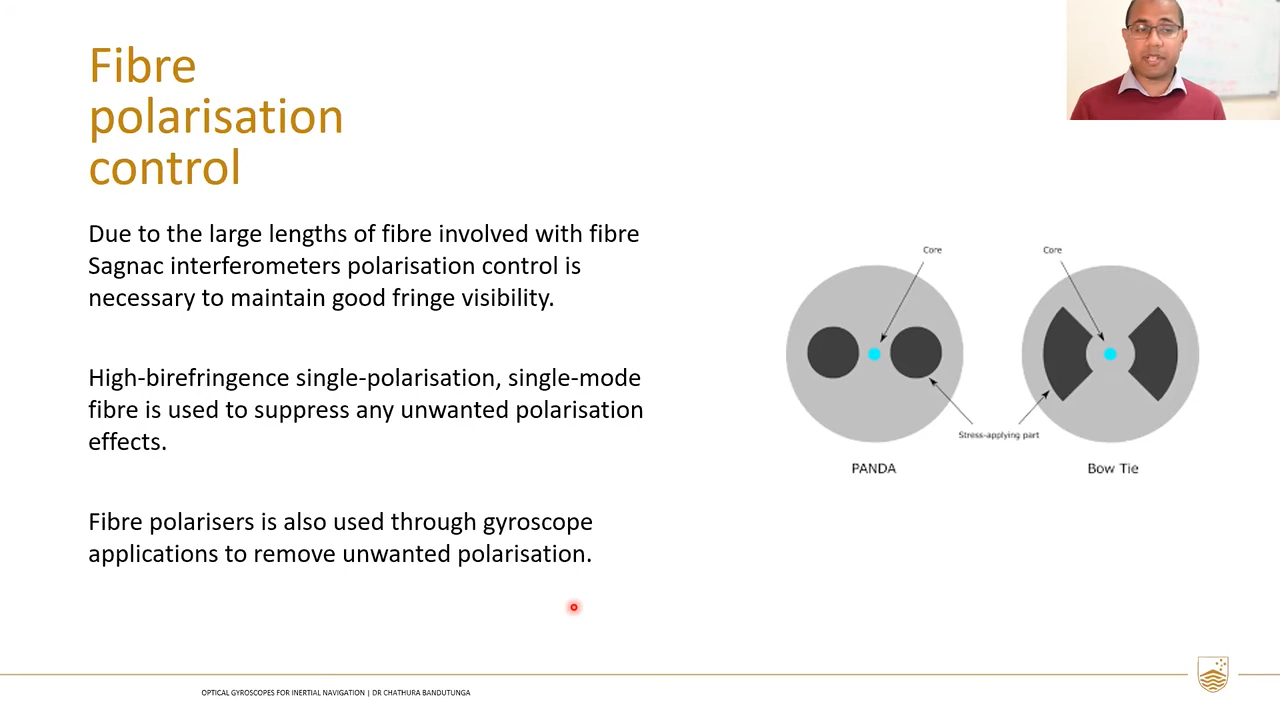 Fibre
polarisation
control
Due to the large lengths of fibre involved with fibre
Sagnac interferometers polarisation control is
necessary to maintain good fringe visibility.
High-birefringence single-polarisation, single-mode
fibre is used to suppress any unwanted polarisation
effects.
Fibre polarisers is also used through gyroscope
applications to remove unwanted polarisation.
Core
Core
Stress-applying part
PANDA
Bow Tie
OPTICAL GYROSCOPES FOR INERTIAL NAVIGATION | DR CHATHURA BANDUTUNGA